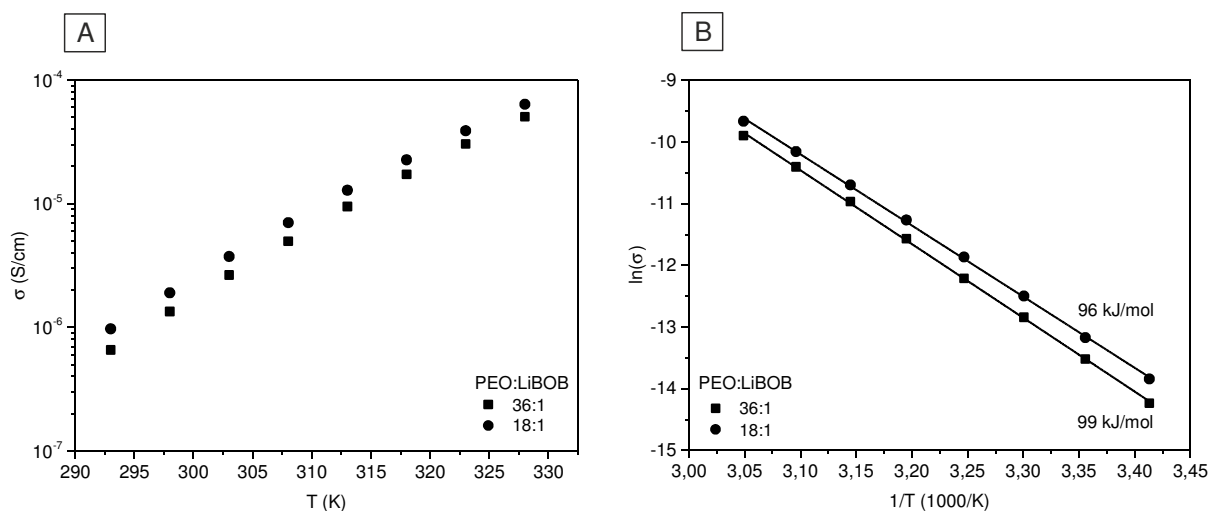 A
10⁻⁴
10⁻⁵
10⁻⁶
10⁻⁷
σ (S/cm)
290 295 300 305 310 315 320 325 330
T (K)
PEO:LiBOB
36:1
18:1
B
-9
-10
-11
-12
-13
-14
-15
ln(σ)
3,00 3,05 3,10 3,15 3,20 3,25 3,30 3,35 3,40 3,45
1/T (1000/K)
96 kJ/mol
99 kJ/mol
PEO:LiBOB
36:1
18:1